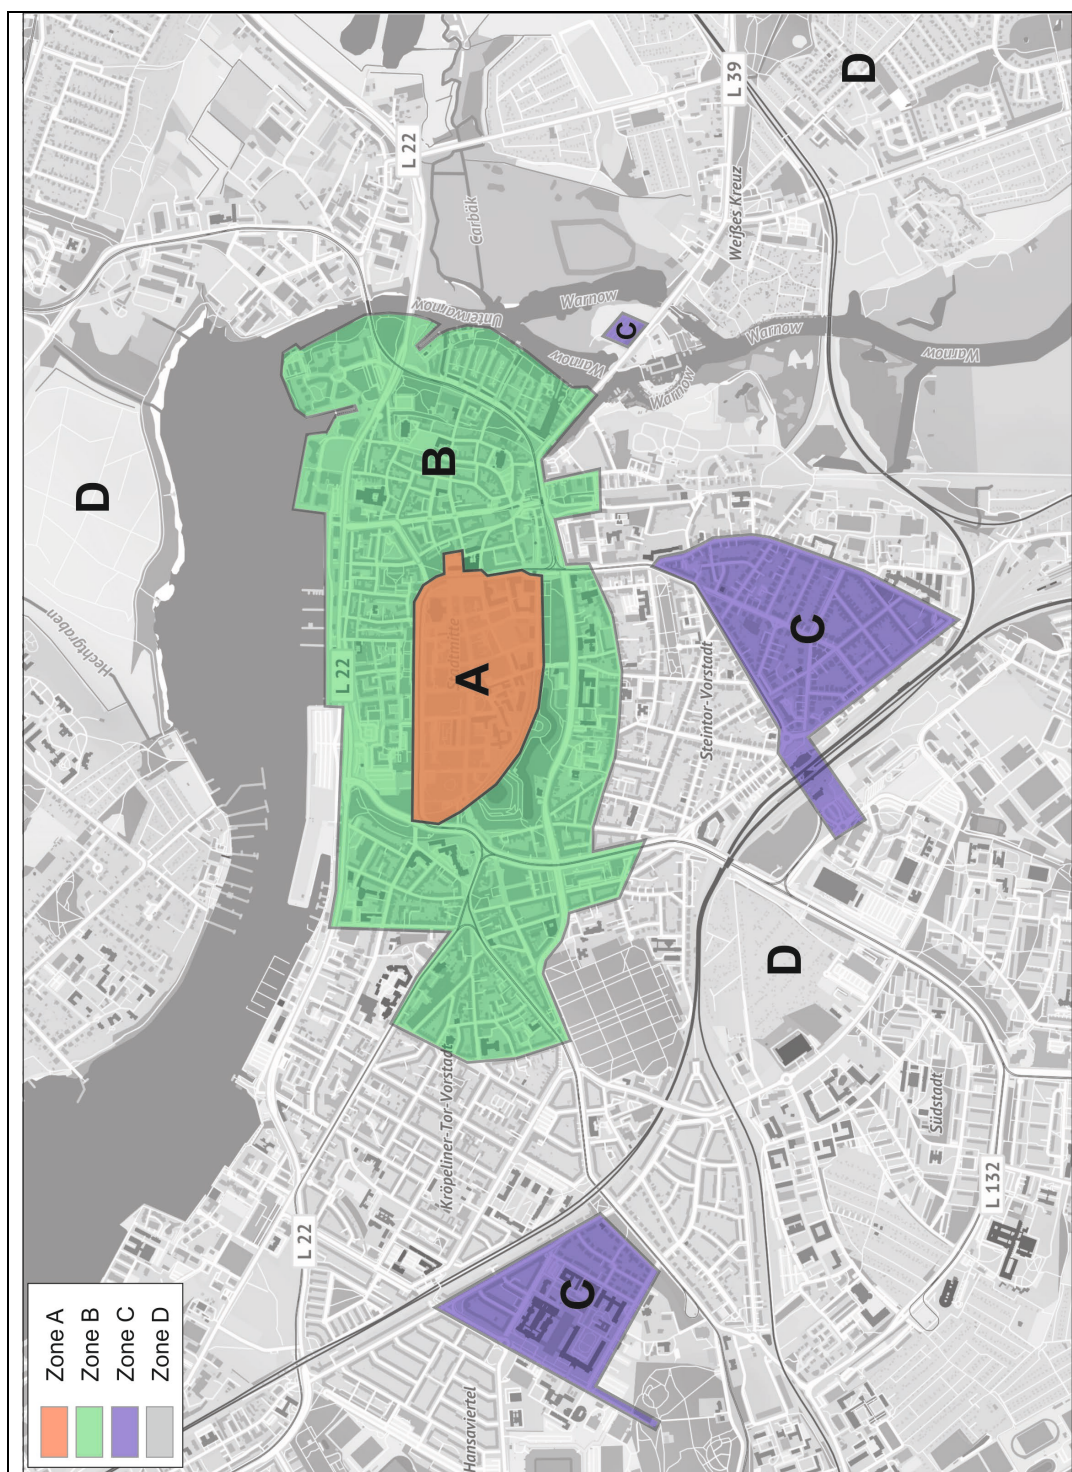 Zone A
Zone B
Zone C
Zone D
L 22
Hansaviertel
Kröpeliner-Tor-Vorstadt
C
L 132
Südstadt
D
Hechtgraben
D
L 22
Stadtmitte
A
B
Steintor-Vorstadt
C
Unterwarnow
Warnow
Warnow
Warnow
C
Warnow
Warnow
Carbäk
L 22
Weißes Kreuz
L 39
D